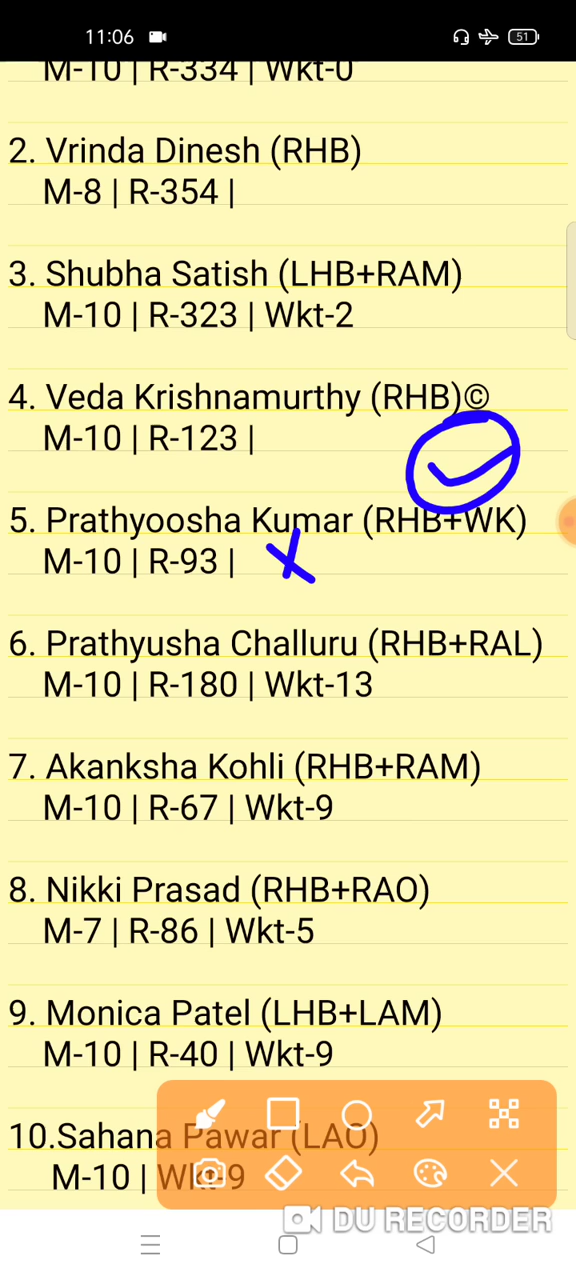 11:06
51
M-10 | R-334 | Wkt-0
2. Vrinda Dinesh (RHB)
M-8 | R-354 |
3. Shubha Satish (LHB+RAM)
M-10 | R-323 | Wkt-2
4. Veda Krishnamurthy (RHB)©
M-10 | R-123 |
5. Prathyoosha Kumar (RHB+WK)
M-10 | R-93 |
6. Prathyusha Challuru (RHB+RAL)
M-10 | R-180 | Wkt-13
7. Akanksha Kohli (RHB+RAM)
M-10 | R-67 | Wkt-9
8. Nikki Prasad (RHB+RAO)
M-7 | R-86 | Wkt-5
9. Monica Patel (LHB+LAM)
M-10 | R-40 | Wkt-9
10.Sahana Pawar (LAO)
M-10 | Wkt-9
DU RECORDER